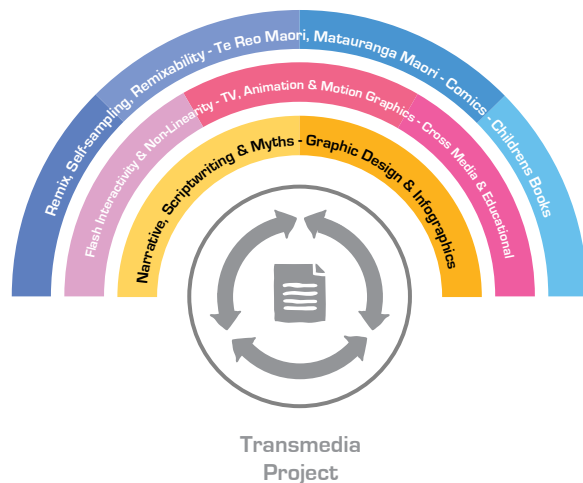 Remix, Self-sampling, Remixability - Te Reo Maori, Matauranga Maori - Comics - Childrens Books
Flash Interactivity & Non-Linearity - TV, Animation & Motion Graphics - Cross Media & Educational
Narrative, Scriptwriting & Myths - Graphic Design & Infographics
Transmedia
Project